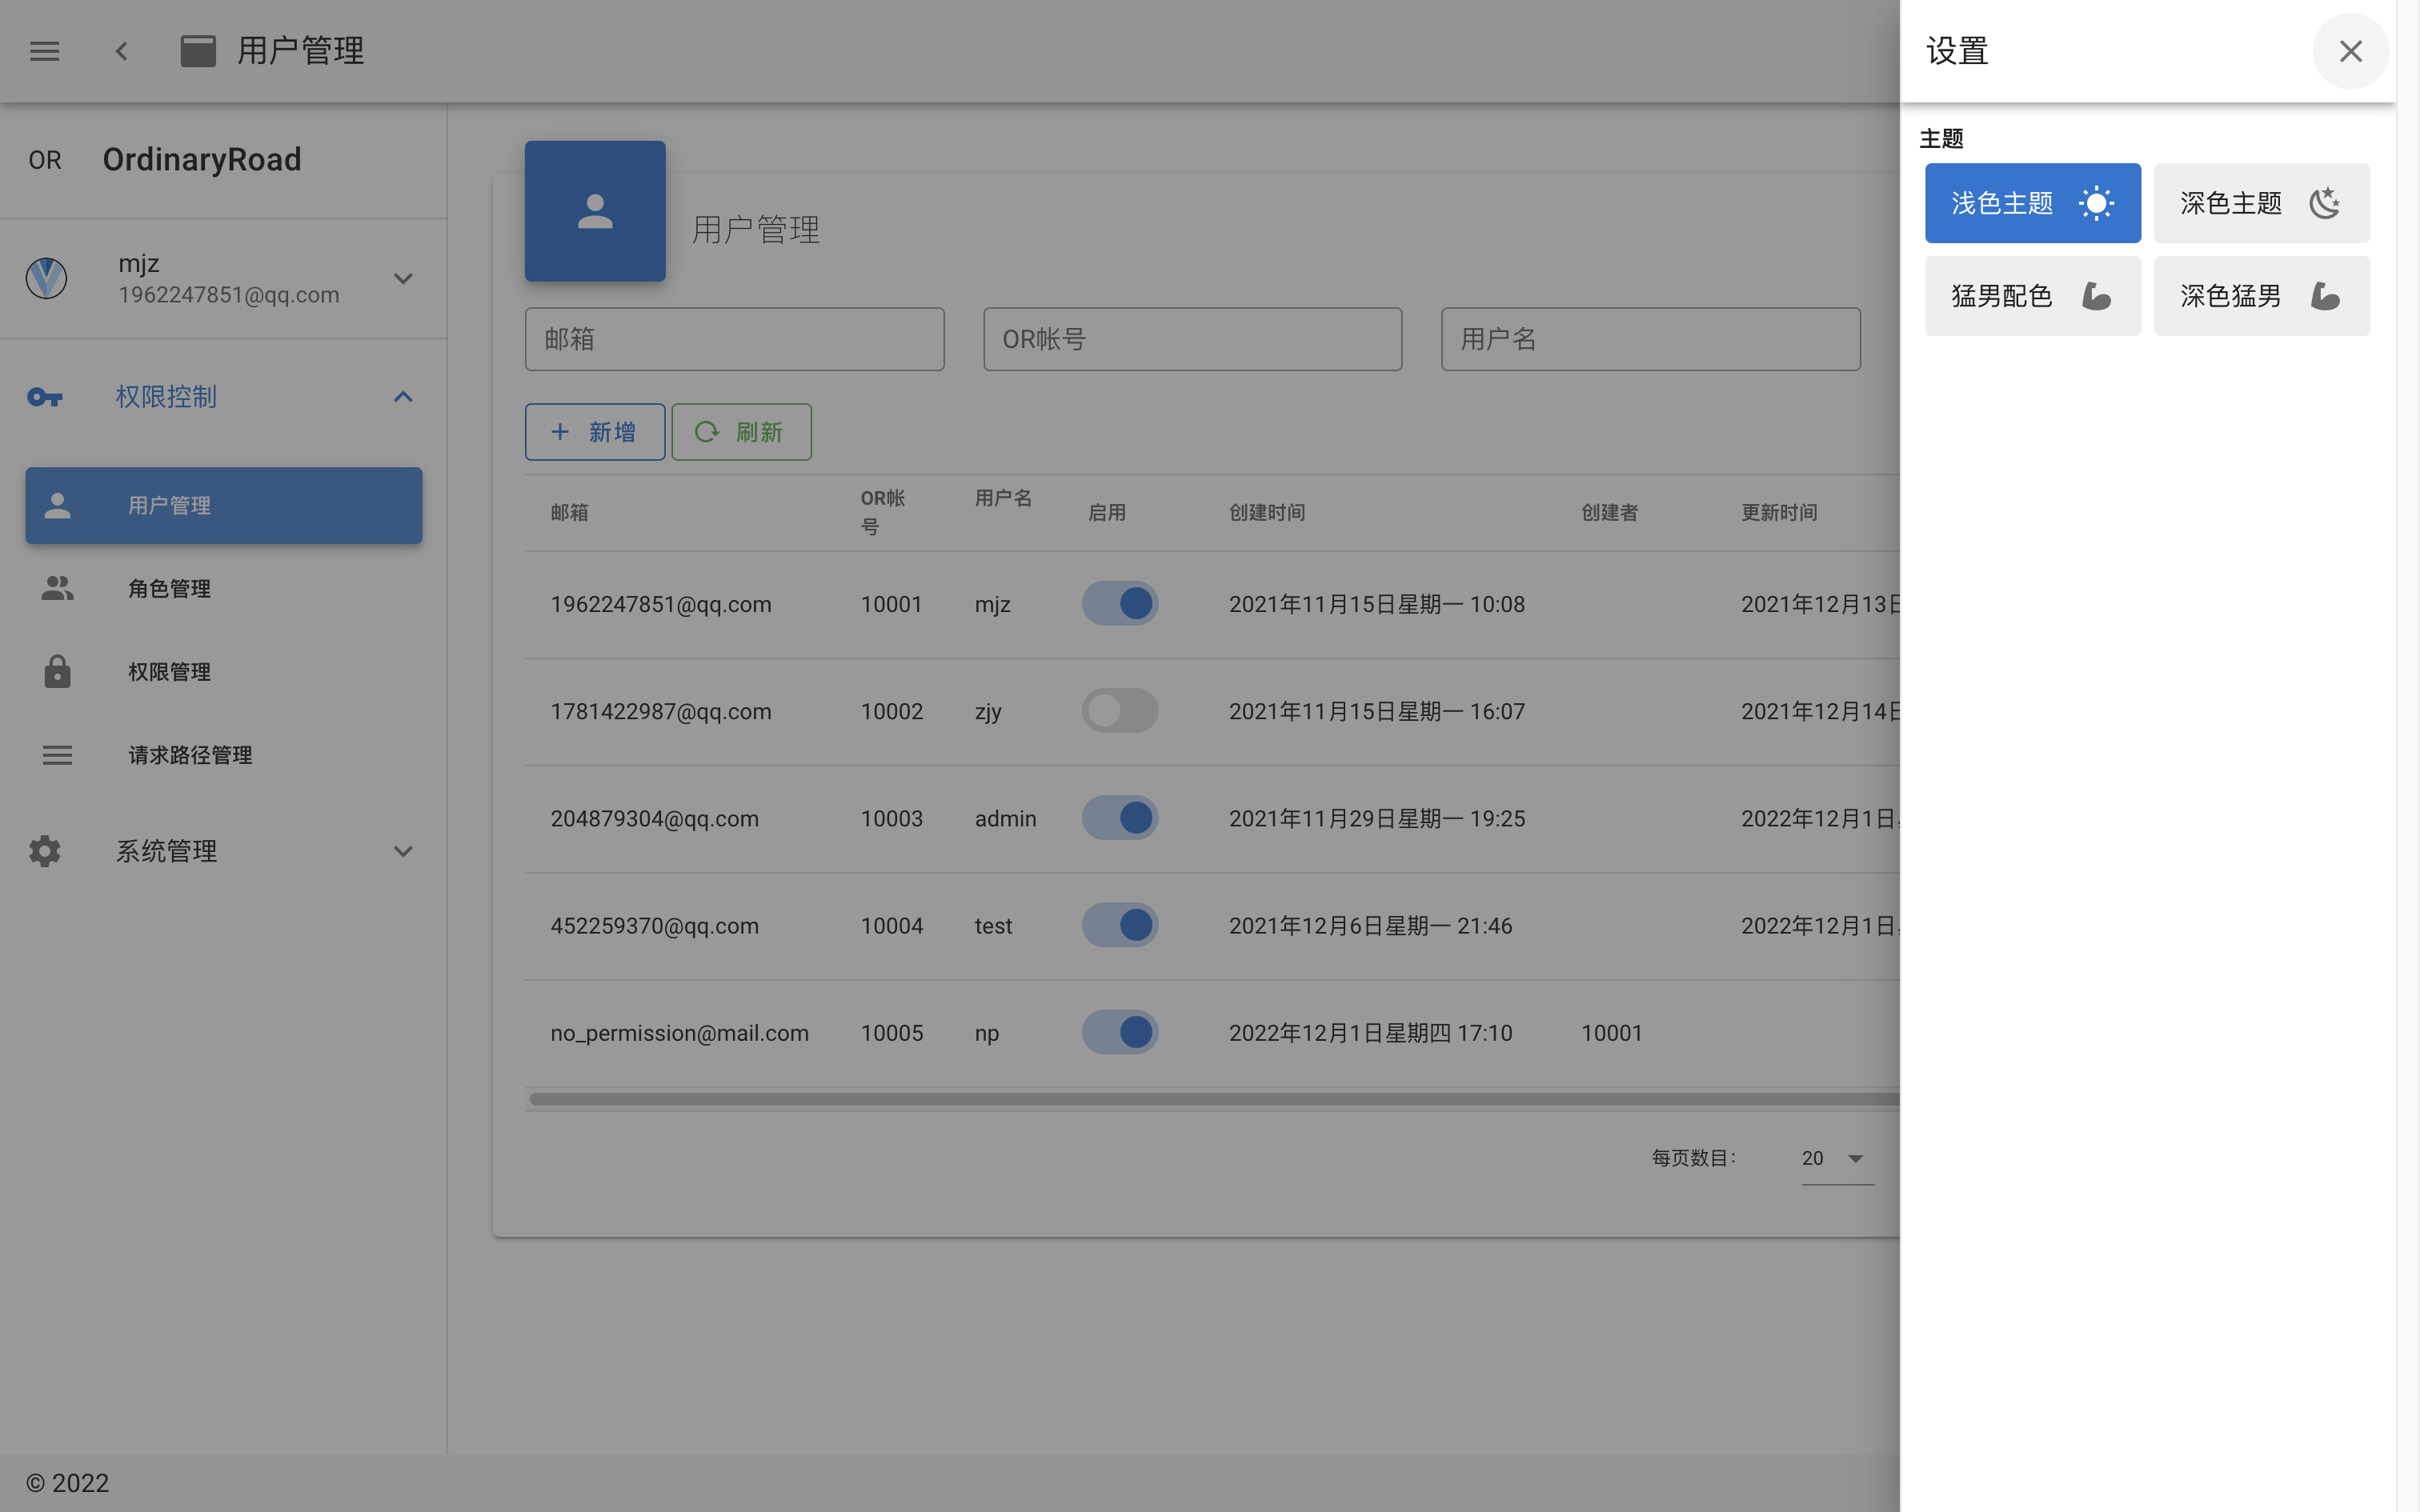 用户管理
设置
OR OrdinaryRoad
mjz
1962247851@qq.com
权限控制
用户管理
角色管理
权限管理
请求路径管理
系统管理
用户管理
邮箱 OR帐号 用户名
新增 刷新
邮箱 OR帐号 用户名 启用 创建时间 创建者 更新时间
1962247851@qq.com 10001 mjz 2021年11月15日星期一 10:08 2021年12月13日
1781422987@qq.com 10002 zjy 2021年11月15日星期一 16:07 2021年12月14日
204879304@qq.com 10003 admin 2021年11月29日星期一 19:25 2022年12月1日
452259370@qq.com 10004 test 2021年12月6日星期一 21:46 2022年12月1日
no_permission@mail.com 10005 np 2022年12月1日星期四 17:10 10001
每页数目: 20
主题
浅色主题 深色主题
猛男配色 深色猛男
© 2022